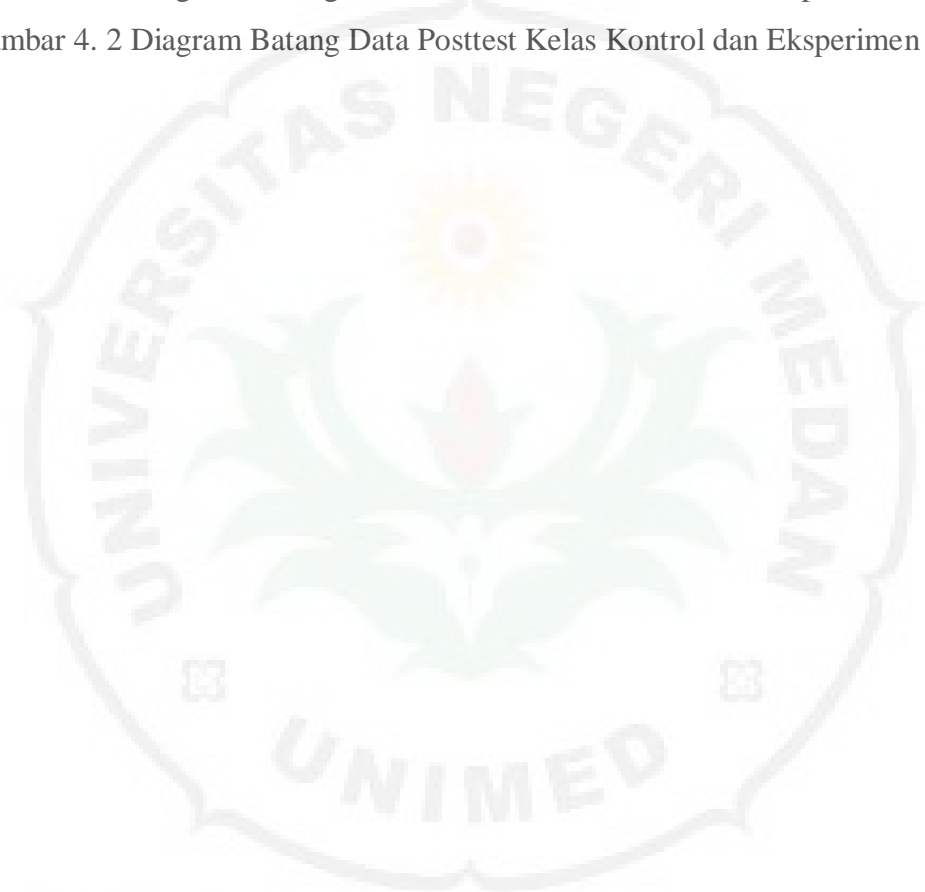 mbar 4. 2 Diagram Batang Data Posttest Kelas Kontrol dan Eksperimen
UNIVERSITAS NEGERI MEDAN
UNIMED